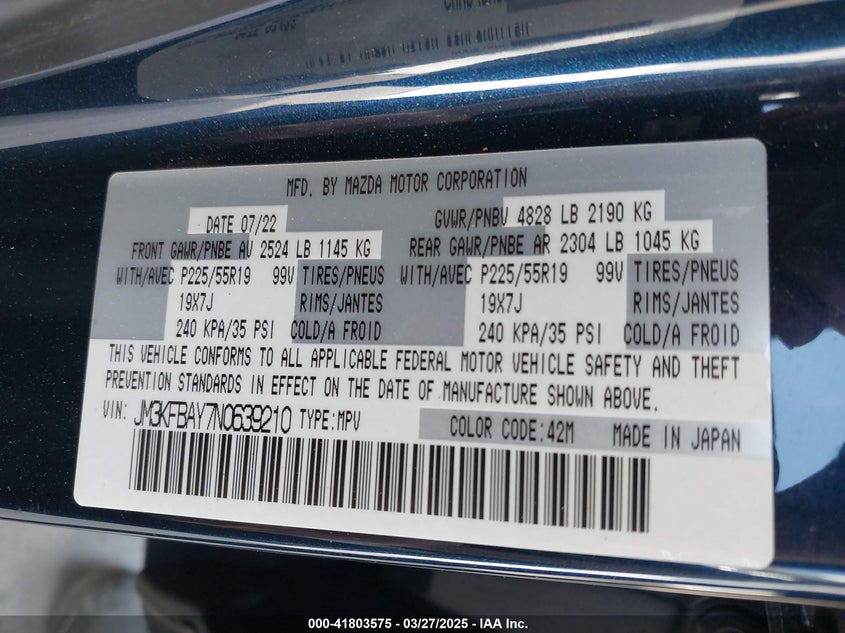 MFD. BY MAZDA MOTOR CORPORATION
DATE 07/22 GVWR/PNBV 4828 LB 2190 KG
FRONT GAWR/PNBE AV 2524 LB 1145 KG REAR GAWR/PNBE AR 2304 LB 1045 KG
WITH/AVEC P225/55R19 99V TIRES/PNEUS WITH/AVEC P225/55R19 99V TIRES/PNEUS
19X7J RIMS/JANTES 19X7J RIMS/JANTES
240 KPA/35 PSI COLD/A FROID 240 KPA/35 PSI COLD/A FROID
THIS VEHICLE CONFORMS TO ALL APPLICABLE FEDERAL MOTOR VEHICLE SAFETY AND THEFT
PREVENTION STANDARDS IN EFFECT ON THE DATE OF MANUFACTURE SHOWN ABOVE.
VIN: JM3KFBAY7N0639210 TYPE:MPV COLOR CODE:42M MADE IN JAPAN
000-41803575 - 03/27/2025 - IAA Inc.